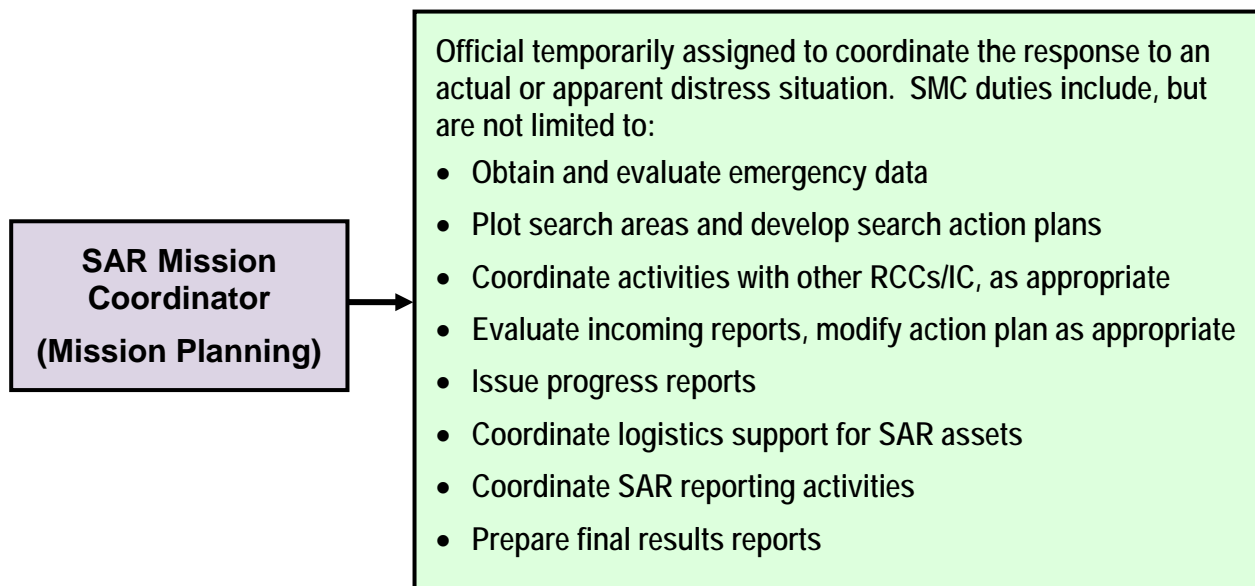 SAR Mission
Coordinator
(Mission Planning)
Official temporarily assigned to coordinate the response to an
actual or apparent distress situation.  SMC duties include, but
are not limited to:
• Obtain and evaluate emergency data
• Plot search areas and develop search action plans
• Coordinate activities with other RCCs/IC, as appropriate
• Evaluate incoming reports, modify action plan as appropriate
• Issue progress reports
• Coordinate logistics support for SAR assets
• Coordinate SAR reporting activities
• Prepare final results reports